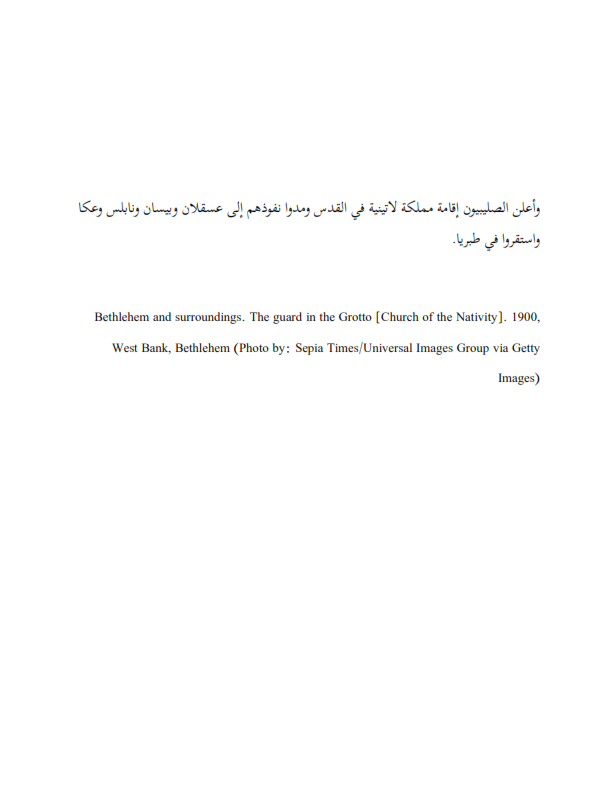 وأعلن الصليبيون إقامة مملكة لاتينية في القدس ومدوا نفوذهم إلى عسقلان وبيسان ونابلس وعكا
واستقروا في طبريا.
Bethlehem and surroundings. The guard in the Grotto [Church of the Nativity]. 1900,
West Bank, Bethlehem (Photo by: Sepia Times/Universal Images Group via Getty
Images)